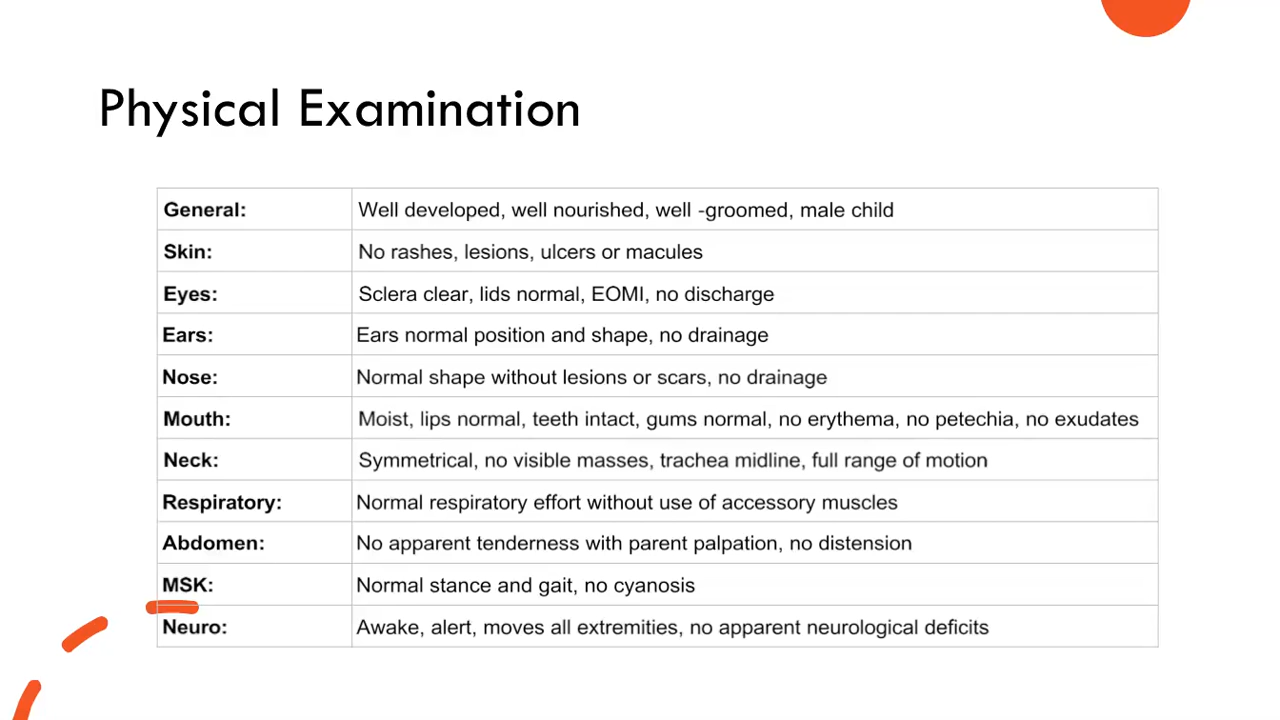 Physical Examination
General: Well developed, well nourished, well -groomed, male child
Skin: No rashes, lesions, ulcers or macules
Eyes: Sclera clear, lids normal, EOMI, no discharge
Ears: Ears normal position and shape, no drainage
Nose: Normal shape without lesions or scars, no drainage
Mouth: Moist, lips normal, teeth intact, gums normal, no erythema, no petechia, no exudates
Neck: Symmetrical, no visible masses, trachea midline, full range of motion
Respiratory: Normal respiratory effort without use of accessory muscles
Abdomen: No apparent tenderness with parent palpation, no distension
MSK: Normal stance and gait, no cyanosis
Neuro: Awake, alert, moves all extremities, no apparent neurological deficits